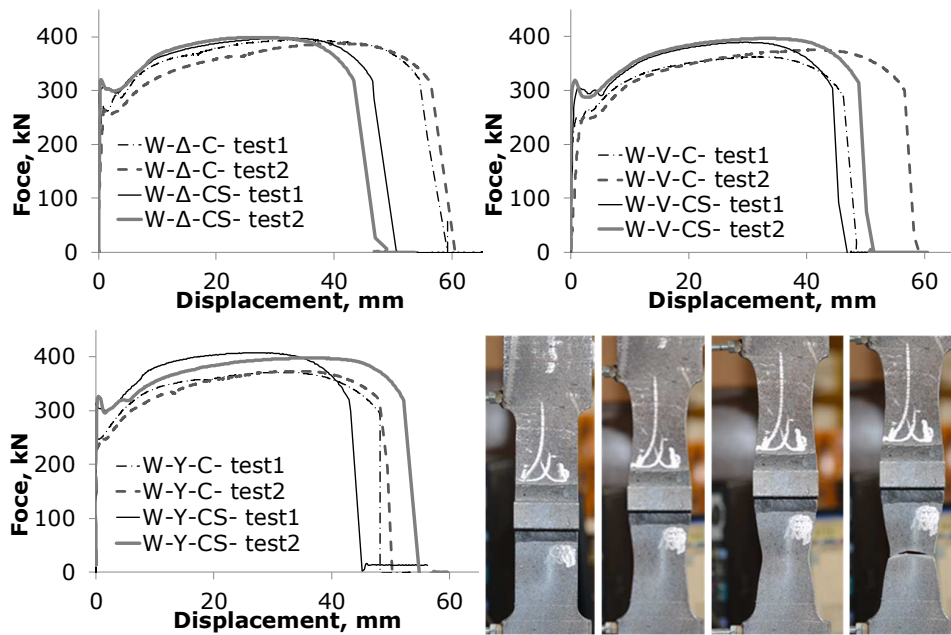 Foce, kN
400
300
200
100
0
W-Δ-C- test1
W-Δ-C- test2
W-Δ-CS- test1
W-Δ-CS- test2
0 20 40 60
Displacement, mm
Foce, kN
400
300
200
100
0
W-V-C- test1
W-V-C- test2
W-V-CS- test1
W-V-CS- test2
0 20 40 60
Displacement, mm
Foce, kN
400
300
200
100
0
W-Y-C- test1
W-Y-C- test2
W-Y-CS- test1
W-Y-CS- test2
0 20 40 60
Displacement, mm